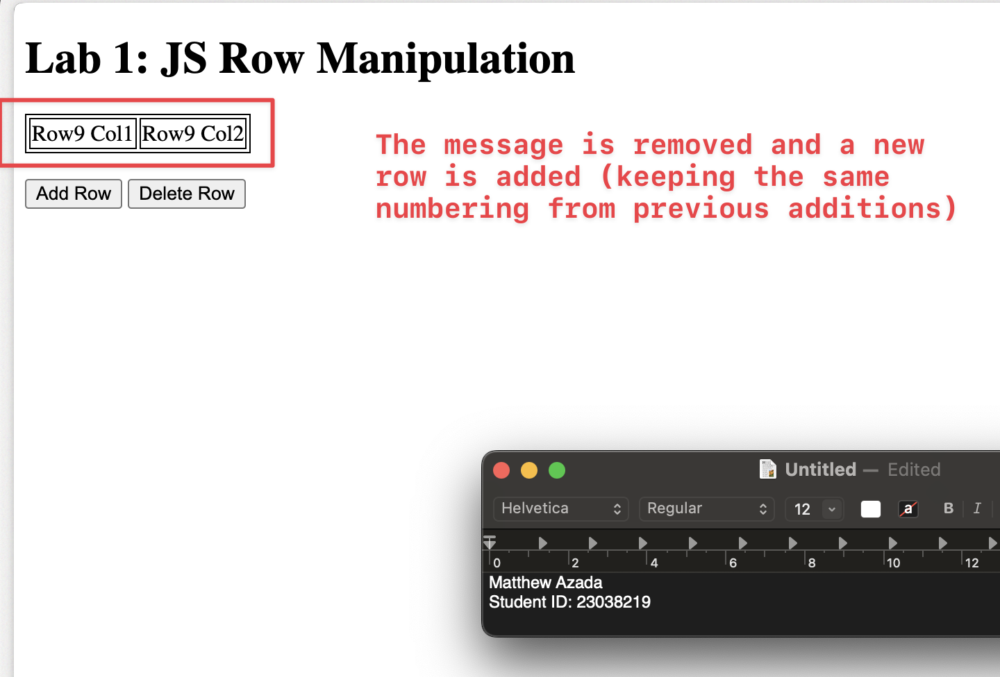 Lab 1: JS Row Manipulation
Row9 Col1 Row9 Col2
Add Row Delete Row
The message is removed and a new
row is added (keeping the same
numbering from previous additions)
Untitled — Edited
Helvetica Regular 12 a B I
0 2 4 6 8 10 12
Matthew Azada
Student ID: 23038219